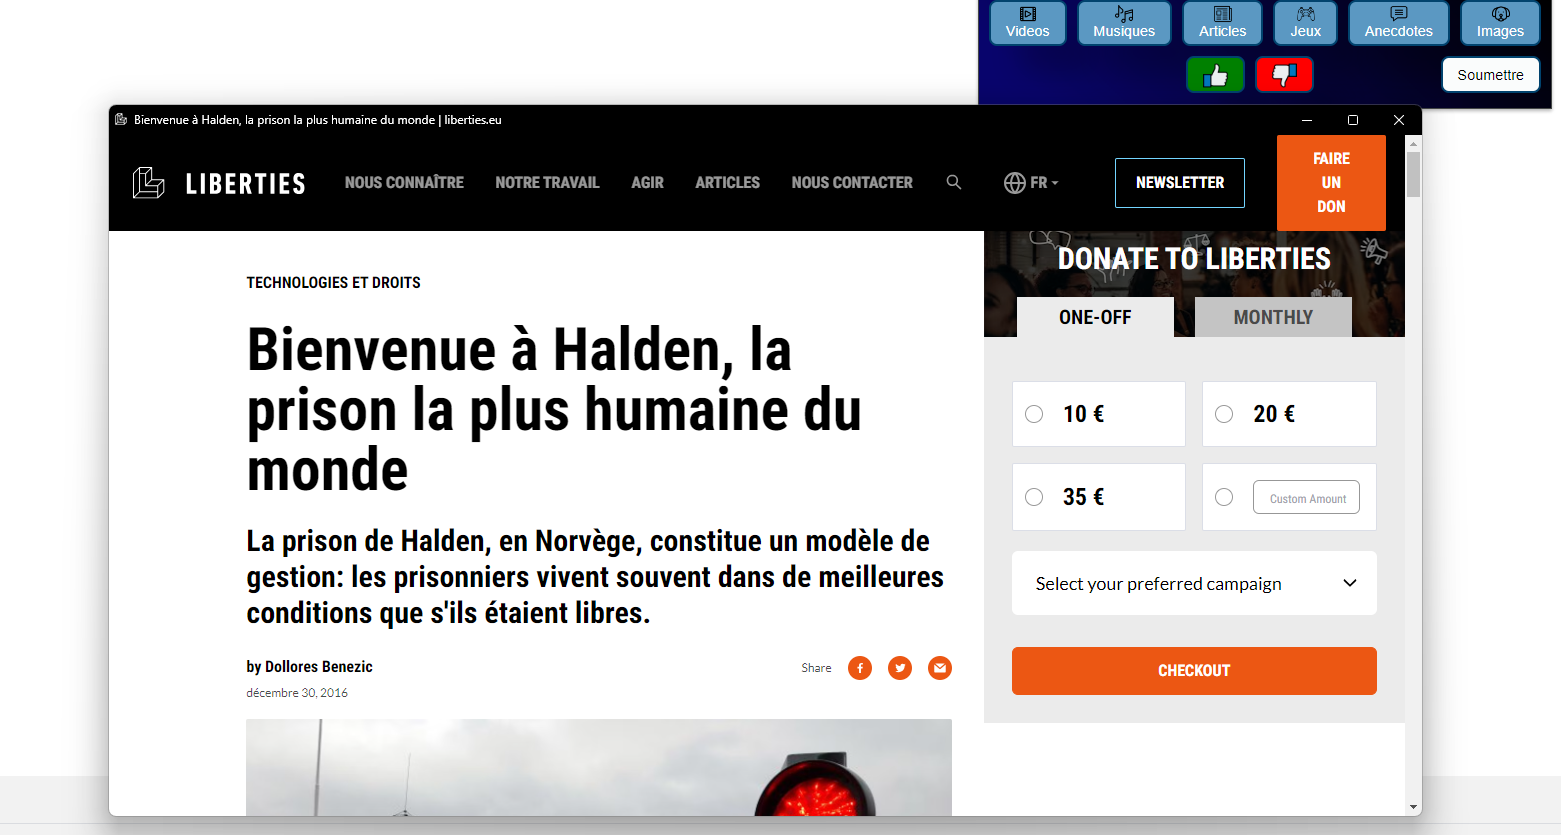 Videos
Musiques
Articles
Jeux
Anecdotes
Images
Soumettre
Bienvenue à Halden, la prison la plus humaine du monde | liberties.eu
LIBERTIES
NOUS CONNAÎTRE
NOTRE TRAVAIL
AGIR
ARTICLES
NOUS CONTACTER
FR
NEWSLETTER
FAIRE
UN
DON
TECHNOLOGIES ET DROITS
Bienvenue à Halden, la
prison la plus humaine du
monde
La prison de Halden, en Norvège, constitue un modèle de
gestion: les prisonniers vivent souvent dans de meilleures
conditions que s'ils étaient libres.
by Dollores Benezic
décembre 30, 2016
Share
DONATE TO LIBERTIES
ONE-OFF
MONTHLY
10 €
20 €
35 €
Custom Amount
Select your preferred campaign
CHECKOUT